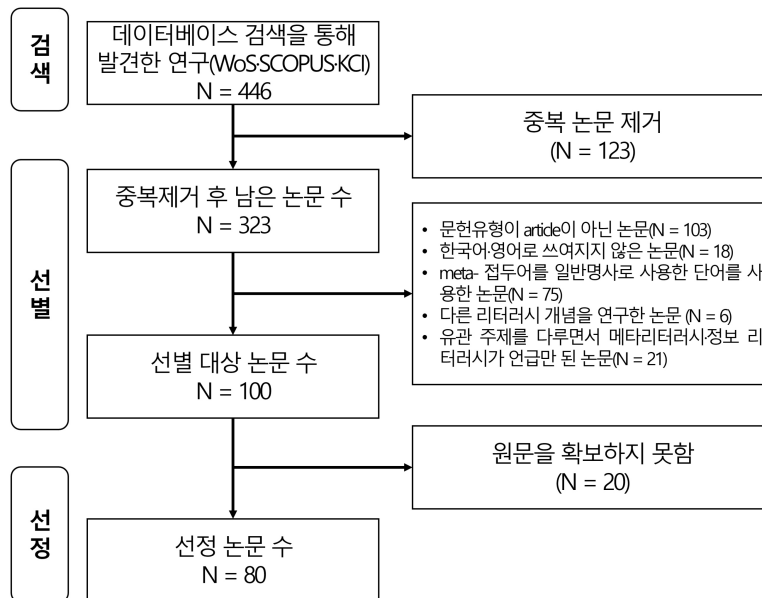 검색
데이터베이스 검색을 통해
발견한 연구(WoS·SCOPUS·KCI)
N = 446
중복 논문 제거
(N = 123)
선별
중복제거 후 남은 논문 수
N = 323
• 문헌유형이 article이 아닌 논문(N = 103)
• 한국어·영어로 쓰여지지 않은 논문(N = 18)
• meta- 접두어를 일반명사로 사용한 단어를 사
용한 논문(N = 75)
• 다른 리터러시 개념을 연구한 논문 (N = 6)
• 유관 주제를 다루면서 메타리터러시·정보 리
터러시가 언급만 된 논문(N = 21)
선별 대상 논문 수
N = 100
원문을 확보하지 못함
(N = 20)
선정
선정 논문 수
N = 80